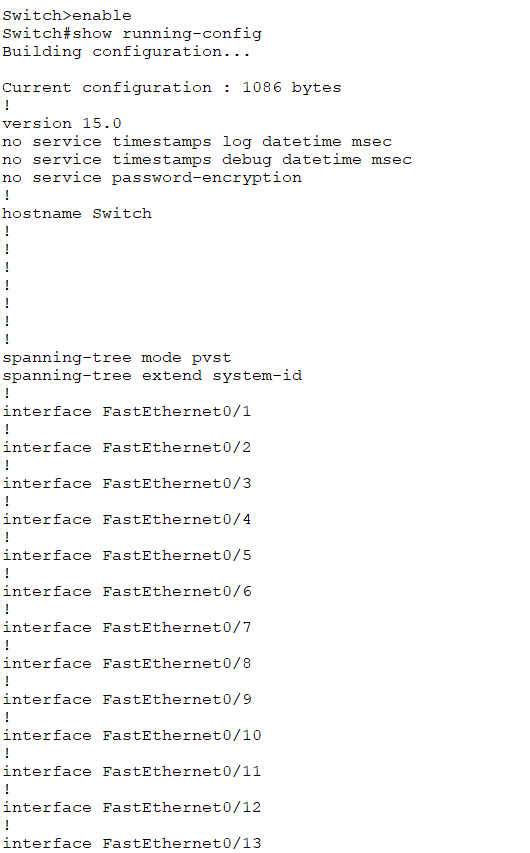 Switch>enable
Switch#show running-config
Building configuration...
Current configuration : 1086 bytes
!
version 15.0
no service timestamps log datetime msec
no service timestamps debug datetime msec
no service password-encryption
!
hostname Switch
!
!
!
!
!
!
!
spanning-tree mode pvst
spanning-tree extend system-id
!
interface FastEthernet0/1
!
interface FastEthernet0/2
!
interface FastEthernet0/3
!
interface FastEthernet0/4
!
interface FastEthernet0/5
!
interface FastEthernet0/6
!
interface FastEthernet0/7
!
interface FastEthernet0/8
!
interface FastEthernet0/9
!
interface FastEthernet0/10
!
interface FastEthernet0/11
!
interface FastEthernet0/12
!
interface FastEthernet0/13